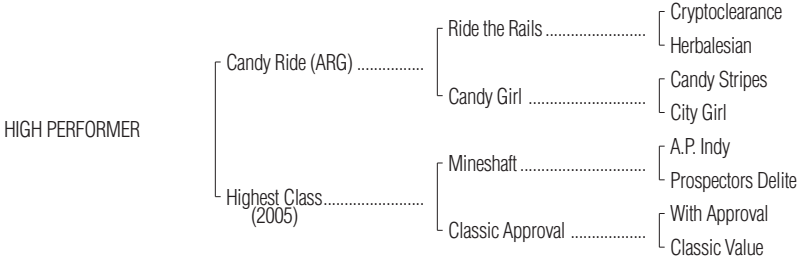 Cryptoclearance
Ride the Rails ........................
Herbalesian
Candy Ride (ARG) ................
Candy Stripes
Candy Girl ............................
City Girl
HIGH PERFORMER
A.P. Indy
Mineshaft ..............................
Prospectors Delite
Highest Class........................
(2005)
With Approval
Classic Approval ..................
Classic Value